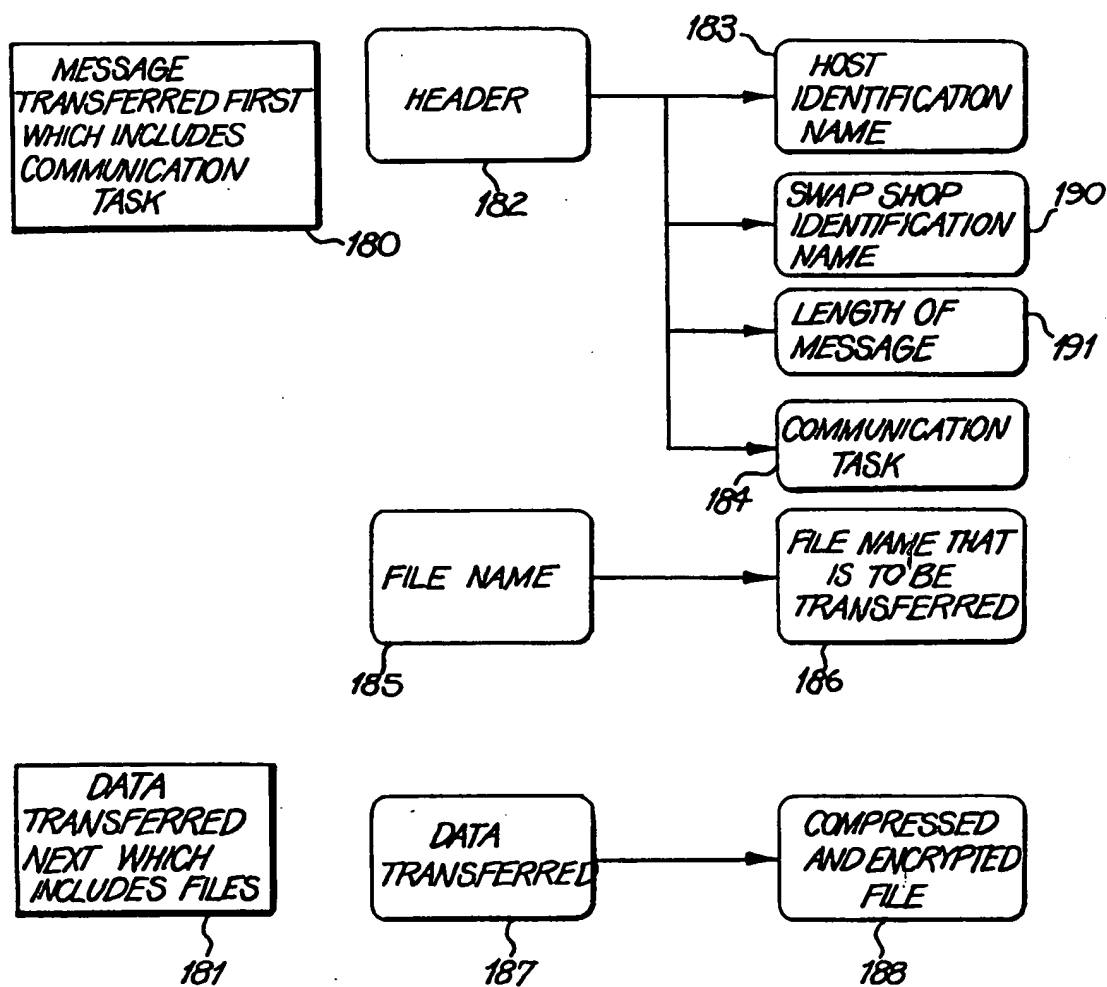 MESSAGE
TRANSFERRED FIRST
WHICH INCLUDES
COMMUNICATION
TASK
180
HEADER
182
183
HOST
IDENTIFICATION
NAME
SWAP SHOP
IDENTIFICATION
NAME
190
LENGTH OF
MESSAGE
191
COMMUNICATION
TASK
184
FILE NAME
185
FILE NAME THAT
IS TO BE
TRANSFERRED
186
DATA
TRANSFERRED
NEXT WHICH
INCLUDES FILES
181
DATA
TRANSFERRED
187
COMPRESSED
AND ENCRYPTED
FILE
188